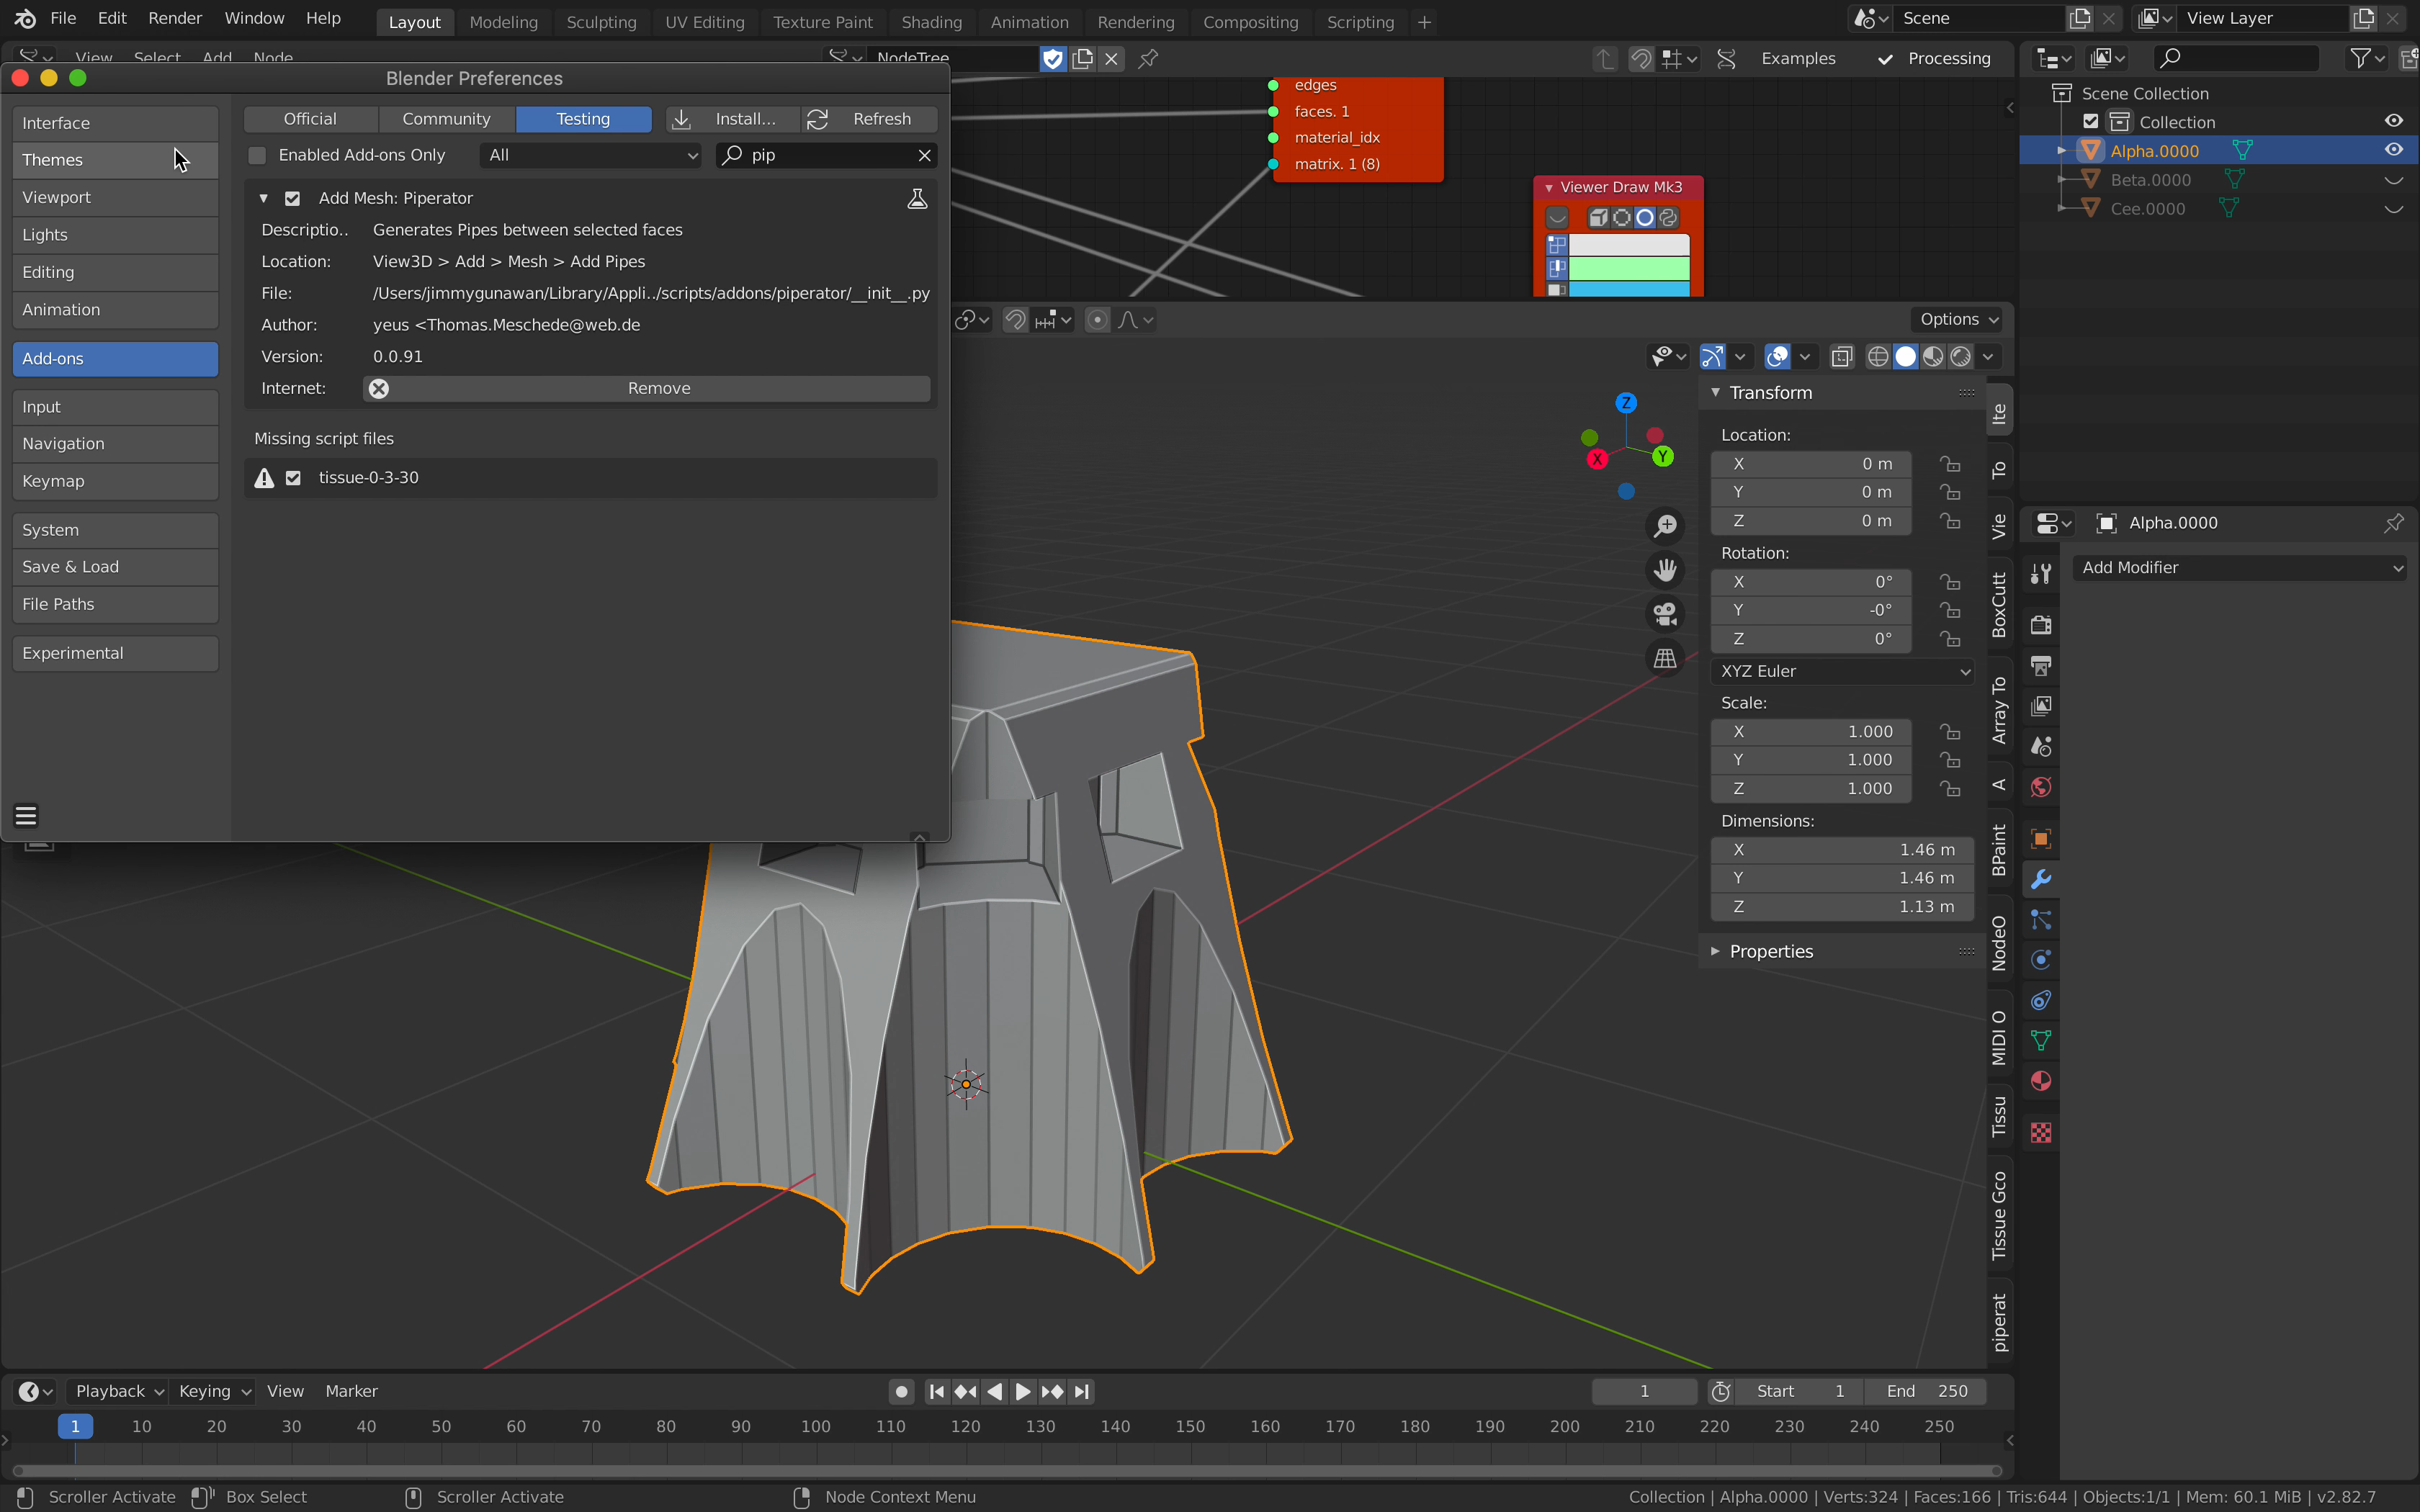 File Edit Render Window Help
Layout Modeling Sculpting UV Editing Texture Paint Shading Animation Rendering Compositing Scripting +
Scene
View Layer
View Select Add Node
NodeTree
Examples Processing
Blender Preferences
Interface
Themes
Viewport
Lights
Editing
Animation
Add-ons
Input
Navigation
Keymap
System
Save & Load
File Paths
Experimental
Official Community Testing Install... Refresh
Enabled Add-ons Only All pip
Add Mesh: Piperator
Descriptio.. Generates Pipes between selected faces
Location: View3D > Add > Mesh > Add Pipes
File: /Users/jimmygunawan/Library/Appli../scripts/addons/piperator/__init__.py
Author: yeus <Thomas.Meschede@web.de
Version: 0.0.91
Internet: Remove
Missing script files
tissue-0-3-30
edges
faces. 1
material_idx
matrix. 1 (8)
Viewer Draw Mk3
Options
Z
X
Y
Transform
Location:
X 0 m
Y 0 m
Z 0 m
Rotation:
X 0°
Y -0°
Z 0°
XYZ Euler
Scale:
X 1.000
Y 1.000
Z 1.000
Dimensions:
X 1.46 m
Y 1.46 m
Z 1.13 m
Properties
Ite
To
Vie
BoxCutt
Array To
A
BPaint
NodeO
MIDI O
Tissu
Tissue Gco
piperat
Scene Collection
Collection
Alpha.0000
Beta.0000
Cee.0000
Alpha.0000
Add Modifier
Playback Keying View Marker
1 Start 1 End 250
1 10 20 30 40 50 60 70 80 90 100 110 120 130 140 150 160 170 180 190 200 210 220 230 240 250
Scroller Activate Box Select Scroller Activate Node Context Menu
Collection | Alpha.0000 | Verts:324 | Faces:166 | Tris:644 | Objects:1/1 | Mem: 60.1 MiB | v2.82.7